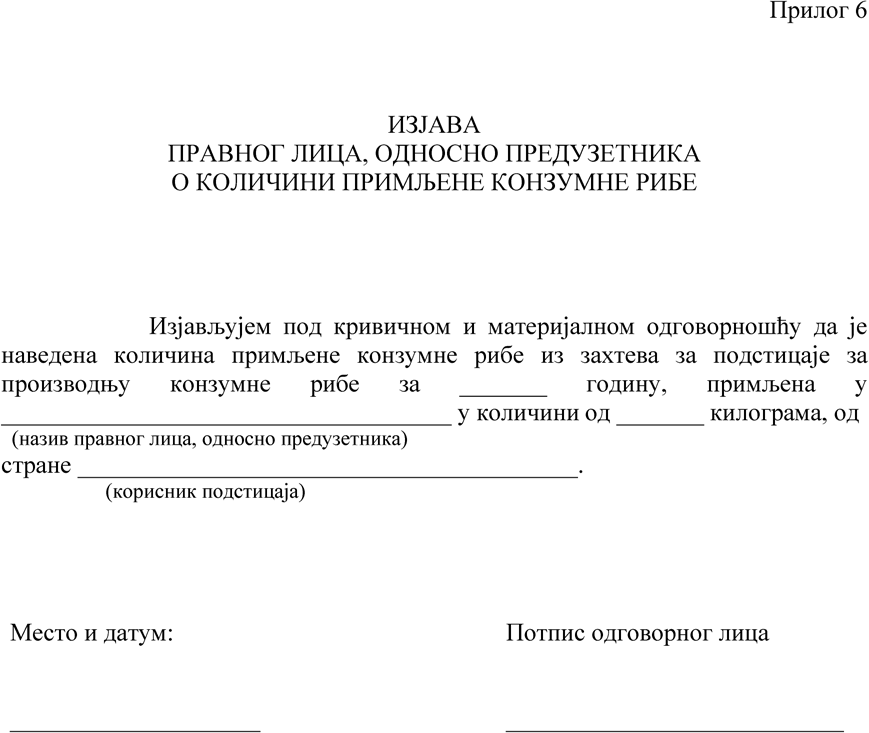 Прилог 6
ИЗЈАВА
ПРАВНОГ ЛИЦА, ОДНОСНО ПРЕДУЗЕТНИКА
О КОЛИЧИНИ ПРИМЉЕНЕ КОНЗУМНЕ РИБЕ
Изјављујем под кривичном и материјалном одговорношћу да је
наведена количина примљене конзумне рибе из захтева за подстицаје за
производњу конзумне рибе за _______ годину, примљена у
____________________________________ у количини од _______ килограма, од
(назив правног лица, односно предузетника)
стране ________________________________________.
(корисник подстицаја)
Место и датум: Потпис одговорног лица
____________________ ___________________________